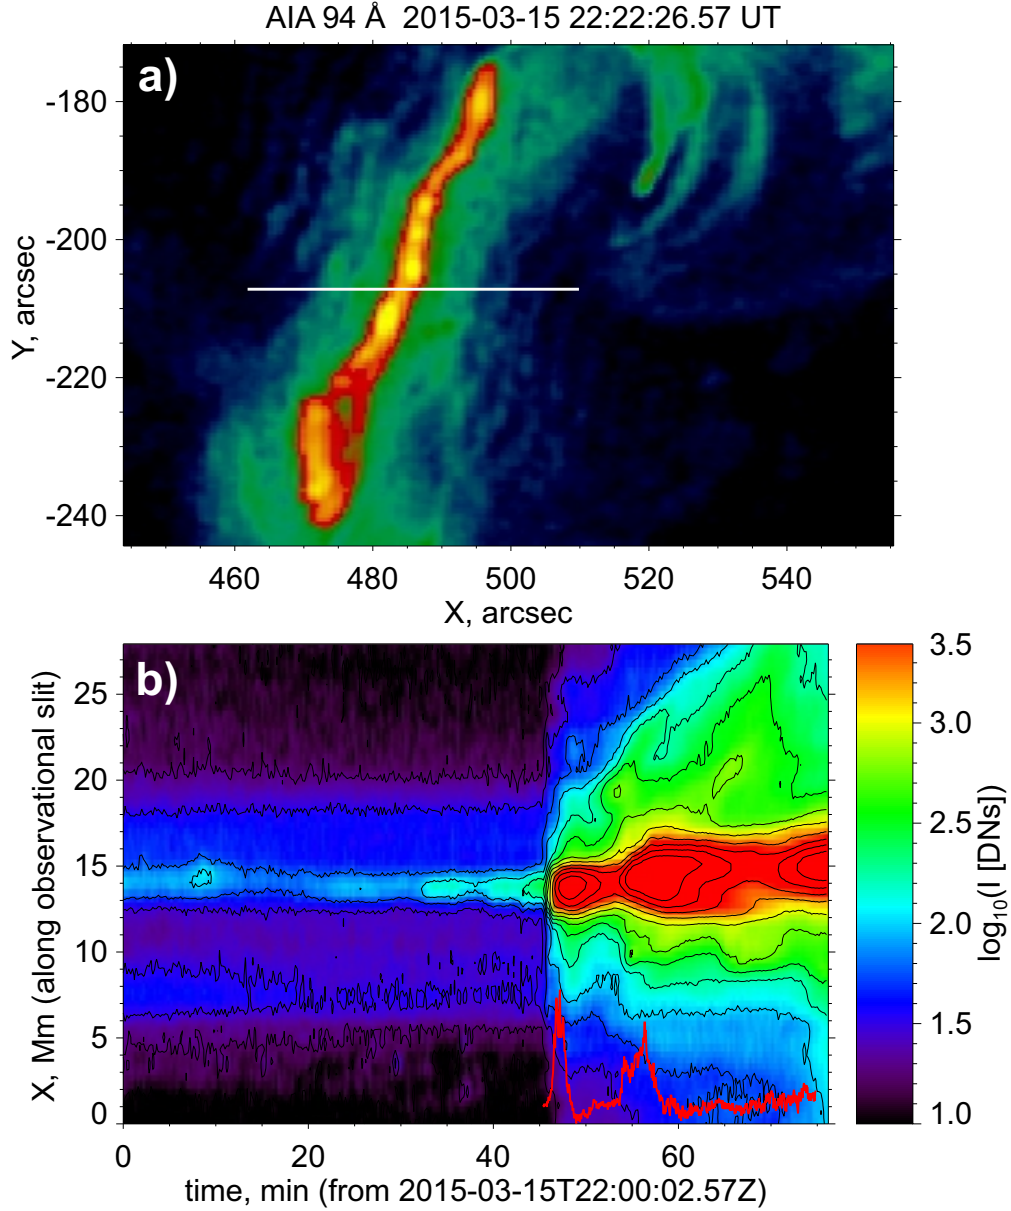 AIA 94 Å 2015-03-15 22:22:26.57 UT
a)
-180
-200
-220
-240
Y, arcsec
460 480 500 520 540
X, arcsec
b)
25
20
15
10
5
0
X, Mm (along observational slit)
0 20 40 60
time, min (from 2015-03-15T22:00:02.57Z)
3.5
3.0
2.5
2.0
1.5
1.0
log10(I [DNs])